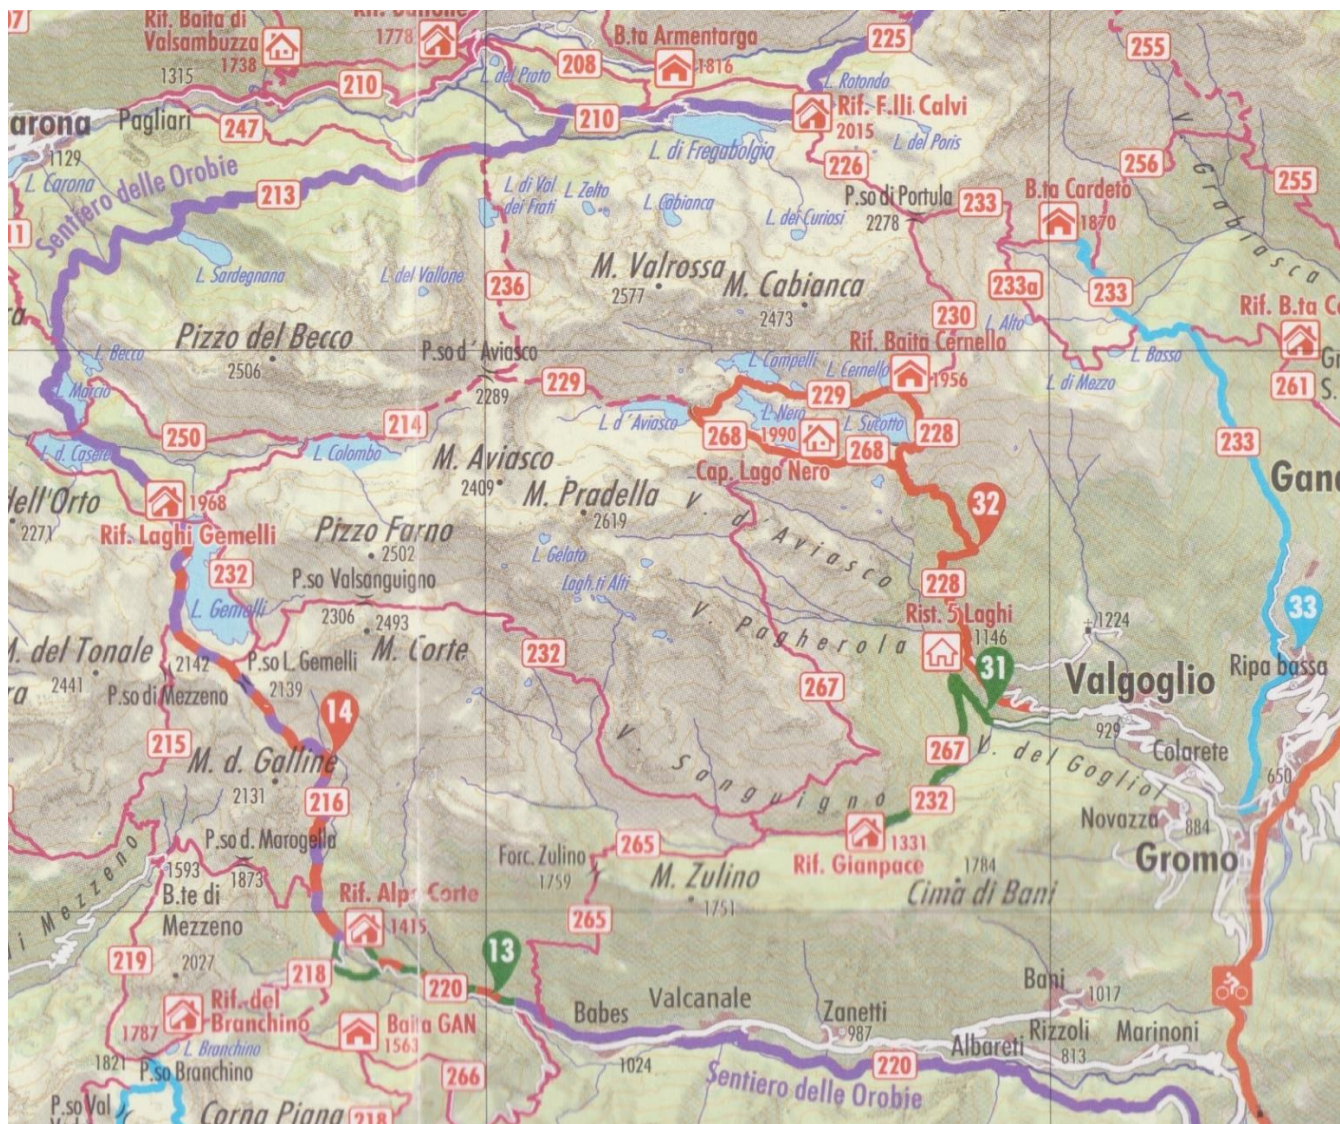 Rif. Baita di
Valsambuzza
1738
1315
1778
B.ta Armentarga
1816
208
210
225
255
L. del Prato
L. Rotondo
arona
Pagliari
247
1129
210
Rif. F.lli Calvi
2015
L. di Fregabolgia
L. del Poris
L. Carona
Sentiero delle Orobie
213
226
256
255
V. Grabiasca
L. di Val
dei Frati
L. Zelto
L. Cabianca
L. dei Curiosi
P.so di Portula
2278
233
B.ta Cardeto
1870
11
L. Sardegnana
L. del Vallone
236
M. Valrossa
2577
M. Cabianca
2473
233a
233
230
L. Alto
Pizzo del Becco
2506
L. Becco
L. Marcio
P.so d'Aviasco
2289
229
L. Campelli
L. Cernello
Rif. Baita Cernello
1956
L. Basso
L. di Mezzo
261
229
L. Nero
1990
L. Sucotto
228
L. d'Aviasco
268
268
Cap. Lago Nero
214
250
L. Colombo
L. d. Casere
233
M. Aviasco
2409
M. Pradella
2619
dell'Orto
2271
1968
Rif. Laghi Gemelli
Pizzo Farno
2502
V. d'Aviasco
32
L. Gelato
Lagh.ti Alti
232
L. Gemelli
P.so Valsanguigno
2306
2493
M. Corte
228
Rist. 5 Laghi
1146
1224
33
V. Pagherola
M. del Tonale
2441
2142
P.so L. Gemelli
2139
P.so di Mezzeno
232
267
31
Valgoglio
Ripa bassa
14
215
V. Sanguigno
267
V. del Goglio
929
Colarete
650
M. d. Galline
2131
216
232
Novazza
884
Gromo
P.so d. Marogella
1873
1593
B.te di
Mezzeno
Forc. Zulino
1759
265
M. Zulino
1751
Rif. Gianpace
1331
1784
Cima di Bani
Rif. Alpe Corte
1415
265
13
219
2027
218
220
Bani
1017
Rif. del
Branchino
1787
Baita GAN
1563
Babes
Valcanale
Zanetti
987
Rizzoli
813
Marinoni
Albareti
1821
L. Branchino
P.so Branchino
1024
266
220
Sentiero delle Orobie
P.so Val
Corna Piana
218